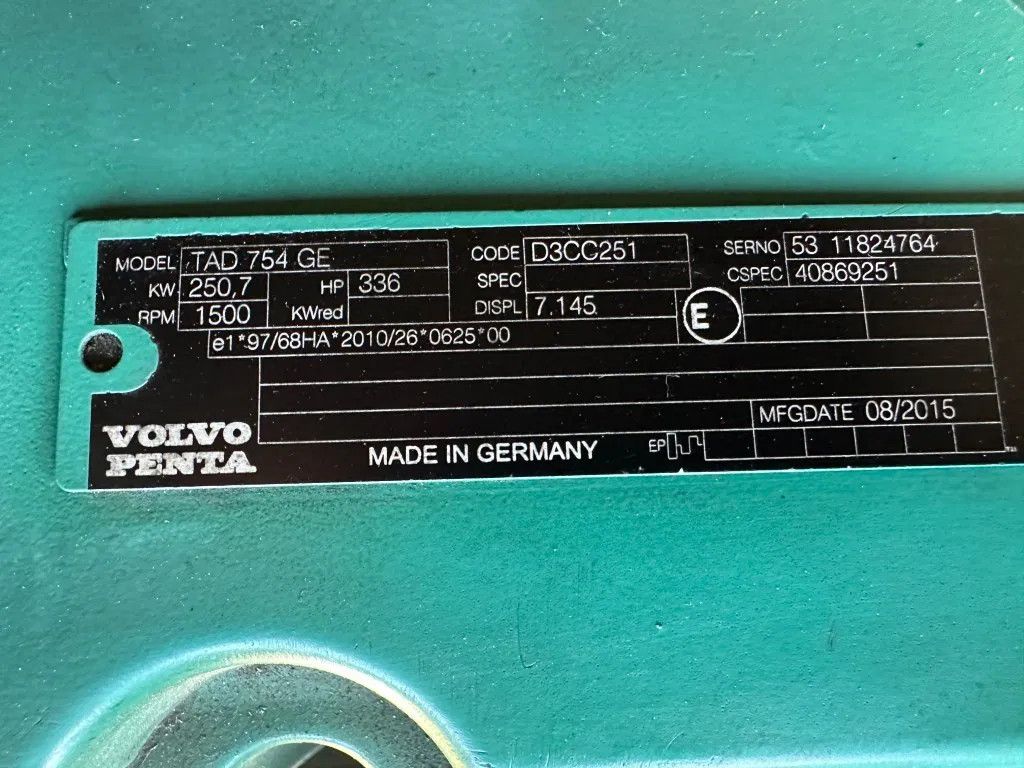 MODEL TAD 754 GE CODE D3CC251 SERNO 53 11824764
KW 250,7 HP 336 SPEC CSPEC 40869251
RPM 1500 KWred DISPL 7.145 E
e1*97/68HA*2010/26*0625*00
MFGDATE 08/2015
VOLVO
PENTA MADE IN GERMANY EP